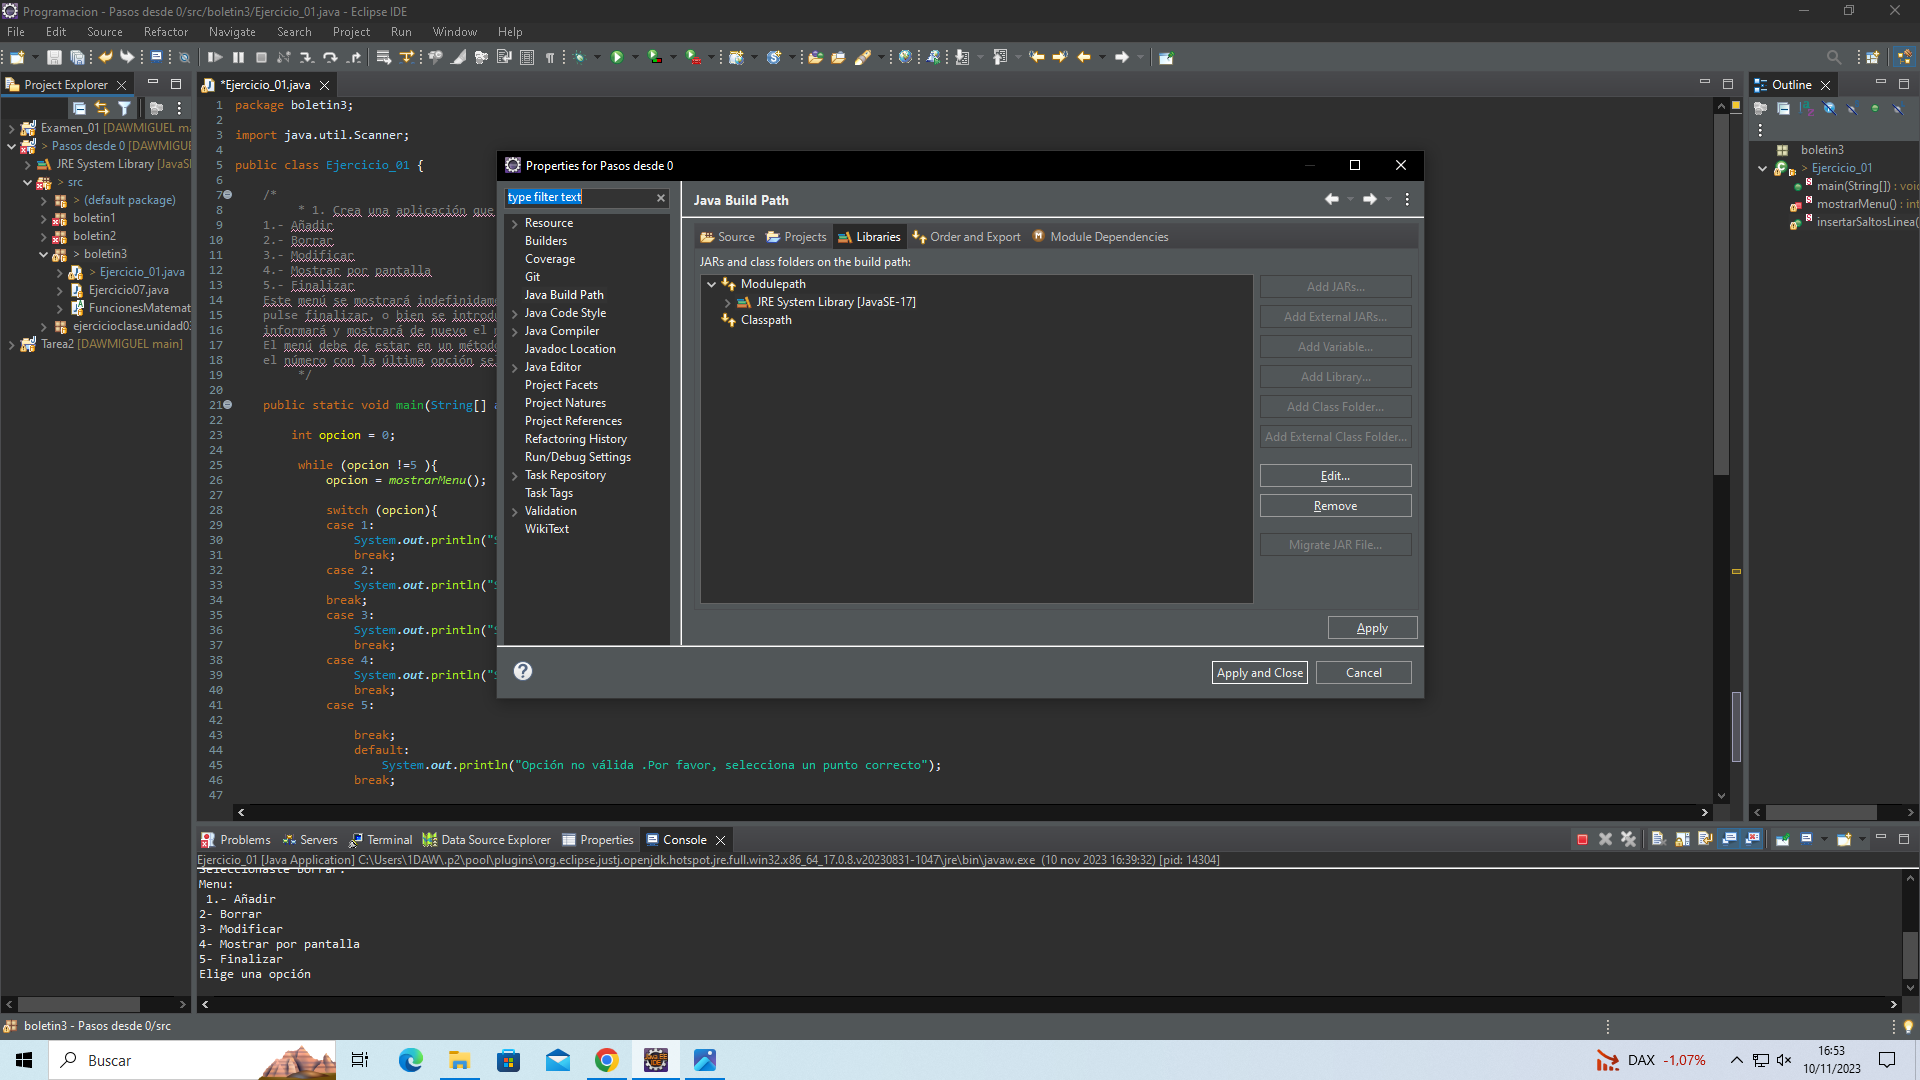 Programacion - Pasos desde 0/src/boletin3/Ejercicio_01.java - Eclipse IDE
File Edit Source Refactor Navigate Search Project Run Window Help
Project Explorer
*Ejercicio_01.java
Outline
Examen_01 [DAWMIGUEL ma
> Pasos desde 0 [DAWMIGU
JRE System Library [JavaSE
> src
> (default package)
boletin1
boletin2
> boletin3
> Ejercicio_01.java
Ejercicio07.java
FuncionesMatemat
ejercicioclase.unidad0
Tarea2 [DAWMIGUEL main]
1 package boletin3;
2
3 import java.util.Scanner;
4
5 public class Ejercicio_01 {
6
7 /*
8 * 1. Crea una aplicación que
9 1.- Añadir
10 2.- Borrar
11 3.- Modificar
12 4.- Mostrar por pantalla
13 5.- Finalizar
14 Este menú se mostrará indefinidam
15 pulse finalizar, o bien se introdu
16 informará y mostrará de nuevo el m
17 El menú debe de estar en un métod
18 el número con la última opción se
19 */
20
21 public static void main(String[] a
22
23 int opcion = 0;
24
25 while (opcion !=5 ){
26 opcion = mostrarMenu();
27
28 switch (opcion){
29 case 1:
30 System.out.println("S
31 break;
32 case 2:
33 System.out.println("S
34 break;
35 case 3:
36 System.out.println("S
37 break;
38 case 4:
39 System.out.println("S
40 break;
41 case 5:
42
43 break;
44 default:
45 System.out.println("Opción no válida .Por favor, selecciona un punto correcto");
46 break;
47
Properties for Pasos desde 0
type filter text
Resource
Builders
Coverage
Git
Java Build Path
Java Code Style
Java Compiler
Javadoc Location
Java Editor
Project Facets
Project Natures
Project References
Refactoring History
Run/Debug Settings
Task Repository
Task Tags
Validation
WikiText
Java Build Path
Source Projects Libraries Order and Export Module Dependencies
JARs and class folders on the build path:
Modulepath
JRE System Library [JavaSE-17]
Classpath
Add JARs...
Add External JARs...
Add Variable...
Add Library...
Add Class Folder...
Add External Class Folder...
Edit...
Remove
Migrate JAR File...
Apply
Apply and Close Cancel
boletin3
> Ejercicio_01
main(String[]) : void
mostrarMenu() : int
insertarSaltosLinea(
Problems Servers Terminal Data Source Explorer Properties Console
Ejercicio_01 [Java Application] C:\Users\1DAW\.p2\pool\plugins\org.eclipse.justj.openjdk.hotspot.jre.full.win32.x86_64_17.0.8.v20230831-1047\jre\bin\javaw.exe (10 nov 2023 16:39:32) [pid: 14304]
Seleccionaste borrar.
Menu:
1.- Añadir
2- Borrar
3- Modificar
4- Mostrar por pantalla
5- Finalizar
Elige una opción
boletin3 - Pasos desde 0/src
Buscar
DAX -1,07%
16:53
10/11/2023